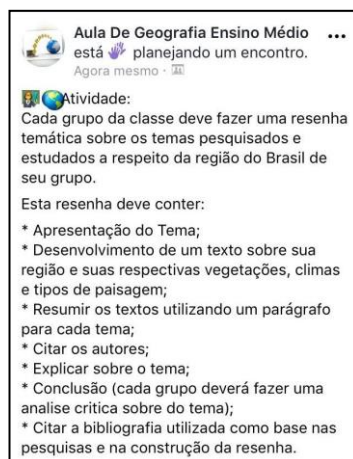 Aula De Geografia Ensino Médio ...
está 👋 planejando um encontro.
Agora mesmo ·
Atividade:
Cada grupo da classe deve fazer uma resenha
temática sobre os temas pesquisados e
estudados a respeito da região do Brasil de
seu grupo.
Esta resenha deve conter:
* Apresentação do Tema;
* Desenvolvimento de um texto sobre sua
região e suas respectivas vegetações, climas
e tipos de paisagem;
* Resumir os textos utilizando um parágrafo
para cada tema;
* Citar os autores;
* Explicar sobre o tema;
* Conclusão (cada grupo deverá fazer uma
analise critica sobre do tema);
* Citar a bibliografia utilizada como base nas
pesquisas e na construção da resenha.